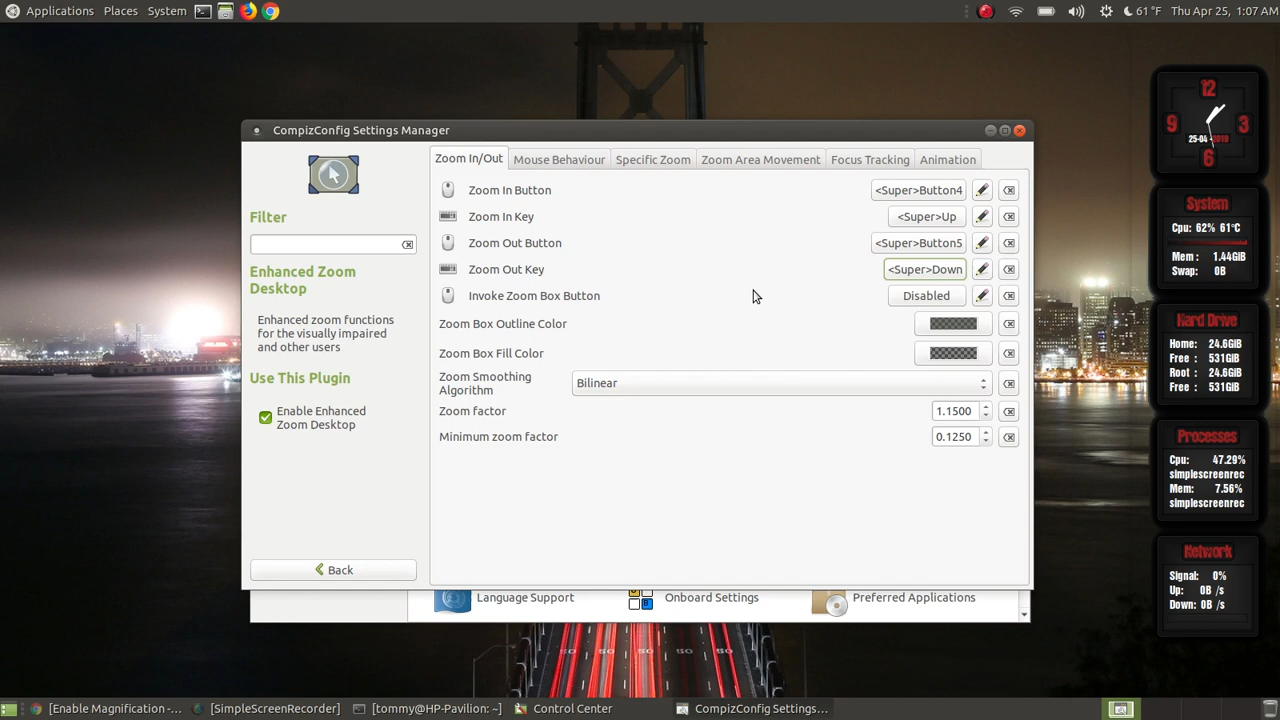 Applications Places System
61 °F Thu Apr 25, 1:07 AM
CompizConfig Settings Manager
Filter
Enhanced Zoom
Desktop
Enhanced zoom functions
for the visually impaired
and other users
Use This Plugin
Enable Enhanced
Zoom Desktop
Back
Zoom In/Out Mouse Behaviour Specific Zoom Zoom Area Movement Focus Tracking Animation
Zoom In Button <Super>Button4
Zoom In Key <Super>Up
Zoom Out Button <Super>Button5
Zoom Out Key <Super>Down
Invoke Zoom Box Button Disabled
Zoom Box Outline Color
Zoom Box Fill Color
Zoom Smoothing
Algorithm
Bilinear
Zoom factor 1.1500
Minimum zoom factor 0.1250
Language Support Onboard Settings Preferred Applications
12
9 3
25-04-2019
6
System
Cpu: 62% 61°C
Mem: 1.44GiB
Swap: 0B
Hard Drive
Home: 24.6GiB
Free : 531GiB
Root : 24.6GiB
Free : 531GiB
Processes
Cpu: 47.29%
simplescreenrec
Mem: 7.56%
simplescreenrec
Network
Signal: 0%
Up: 0B /s
Down: 0B /s
50 50 50 50
[Enable Magnification -... [SimpleScreenRecorder] [tommy@HP-Pavilion: ~] Control Center CompizConfig Settings...